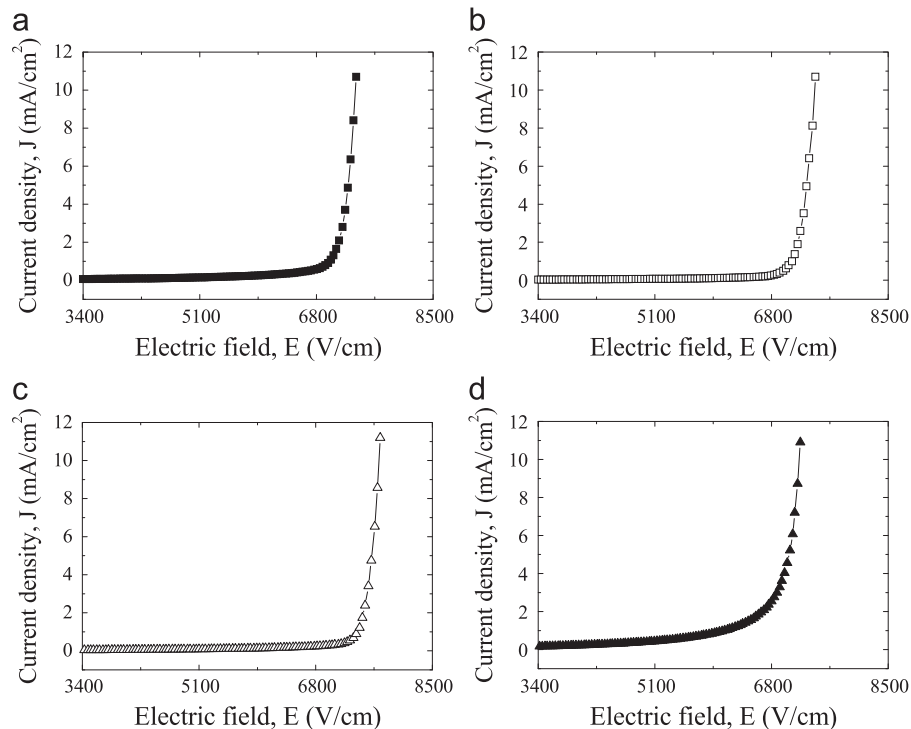 a
12
10
8
6
4
2
0
3400 5100 6800 8500
Current density, J (mA/cm²)
Electric field, E (V/cm)
b
12
10
8
6
4
2
0
3400 5100 6800 8500
Current density, J (mA/cm²)
Electric field, E (V/cm)
c
12
10
8
6
4
2
0
3400 5100 6800 8500
Current density, J (mA/cm²)
Electric field, E (V/cm)
d
12
10
8
6
4
2
0
3400 5100 6800 8500
Current density, J (mA/cm²)
Electric field, E (V/cm)